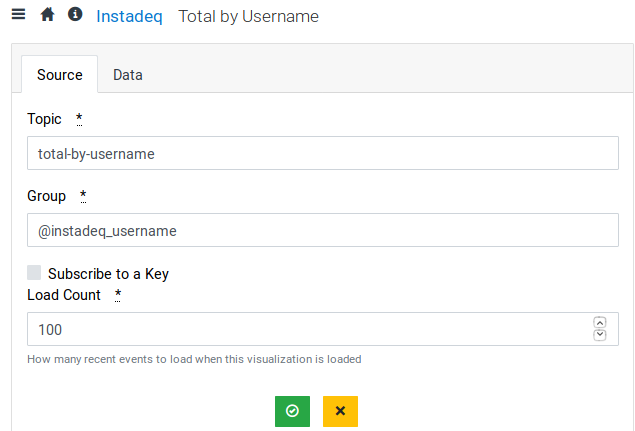 Instadeq Total by Username
Source Data
Topic *
total-by-username
Group *
@instadeq_username
Subscribe to a Key
Load Count *
100
How many recent events to load when this visualization is loaded